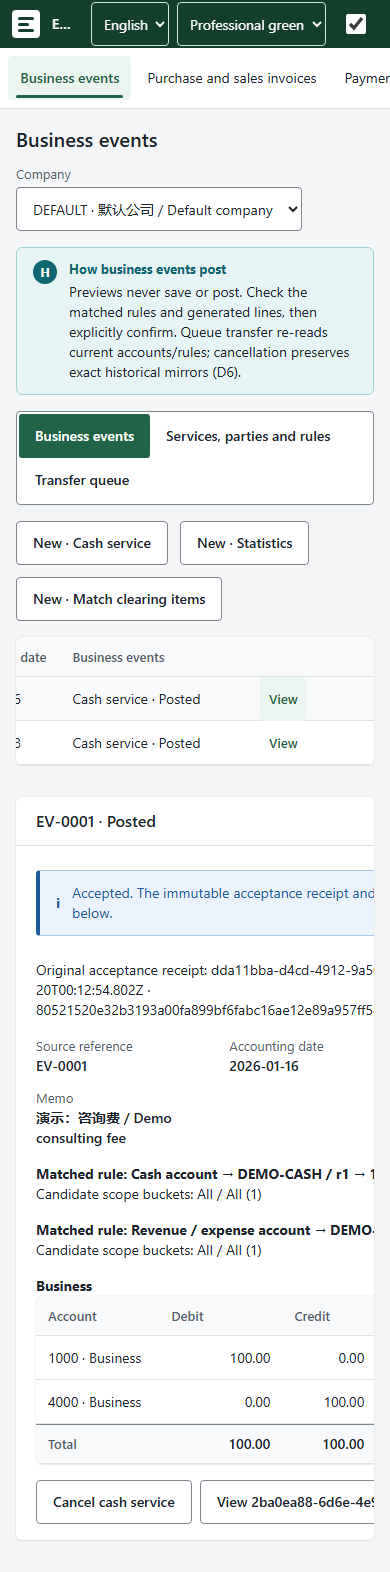 E...
English
Professional green
Business events
Purchase and sales invoices
Paymen
Business events
Company
DEFAULT · 默认公司 / Default company
H
How business events post
Previews never save or post. Check the
matched rules and generated lines, then
explicitly confirm. Queue transfer re-reads
current accounts/rules; cancellation preserves
exact historical mirrors (D6).
Business events
Services, parties and rules
Transfer queue
New · Cash service
New · Statistics
New · Match clearing items
date Business events
6 Cash service · Posted View
3 Cash service · Posted View
EV-0001 · Posted
i
Accepted. The immutable acceptance receipt and
below.
Original acceptance receipt: dda11bba-d4cd-4912-9a5
20T00:12:54.802Z ·
80521520e32b3193a00fa899bf6fabc16ae12e89a957ff5
Source reference Accounting date
EV-0001 2026-01-16
Memo
演示：咨询费 / Demo
consulting fee
Matched rule: Cash account → DEMO-CASH / r1 → 1
Candidate scope buckets: All / All (1)
Matched rule: Revenue / expense account → DEMO-
Candidate scope buckets: All / All (1)
Business
Account Debit Credit
1000 · Business 100.00 0.00
4000 · Business 0.00 100.00
Total 100.00 100.00
Cancel cash service
View 2ba0ea88-6d6e-4e9